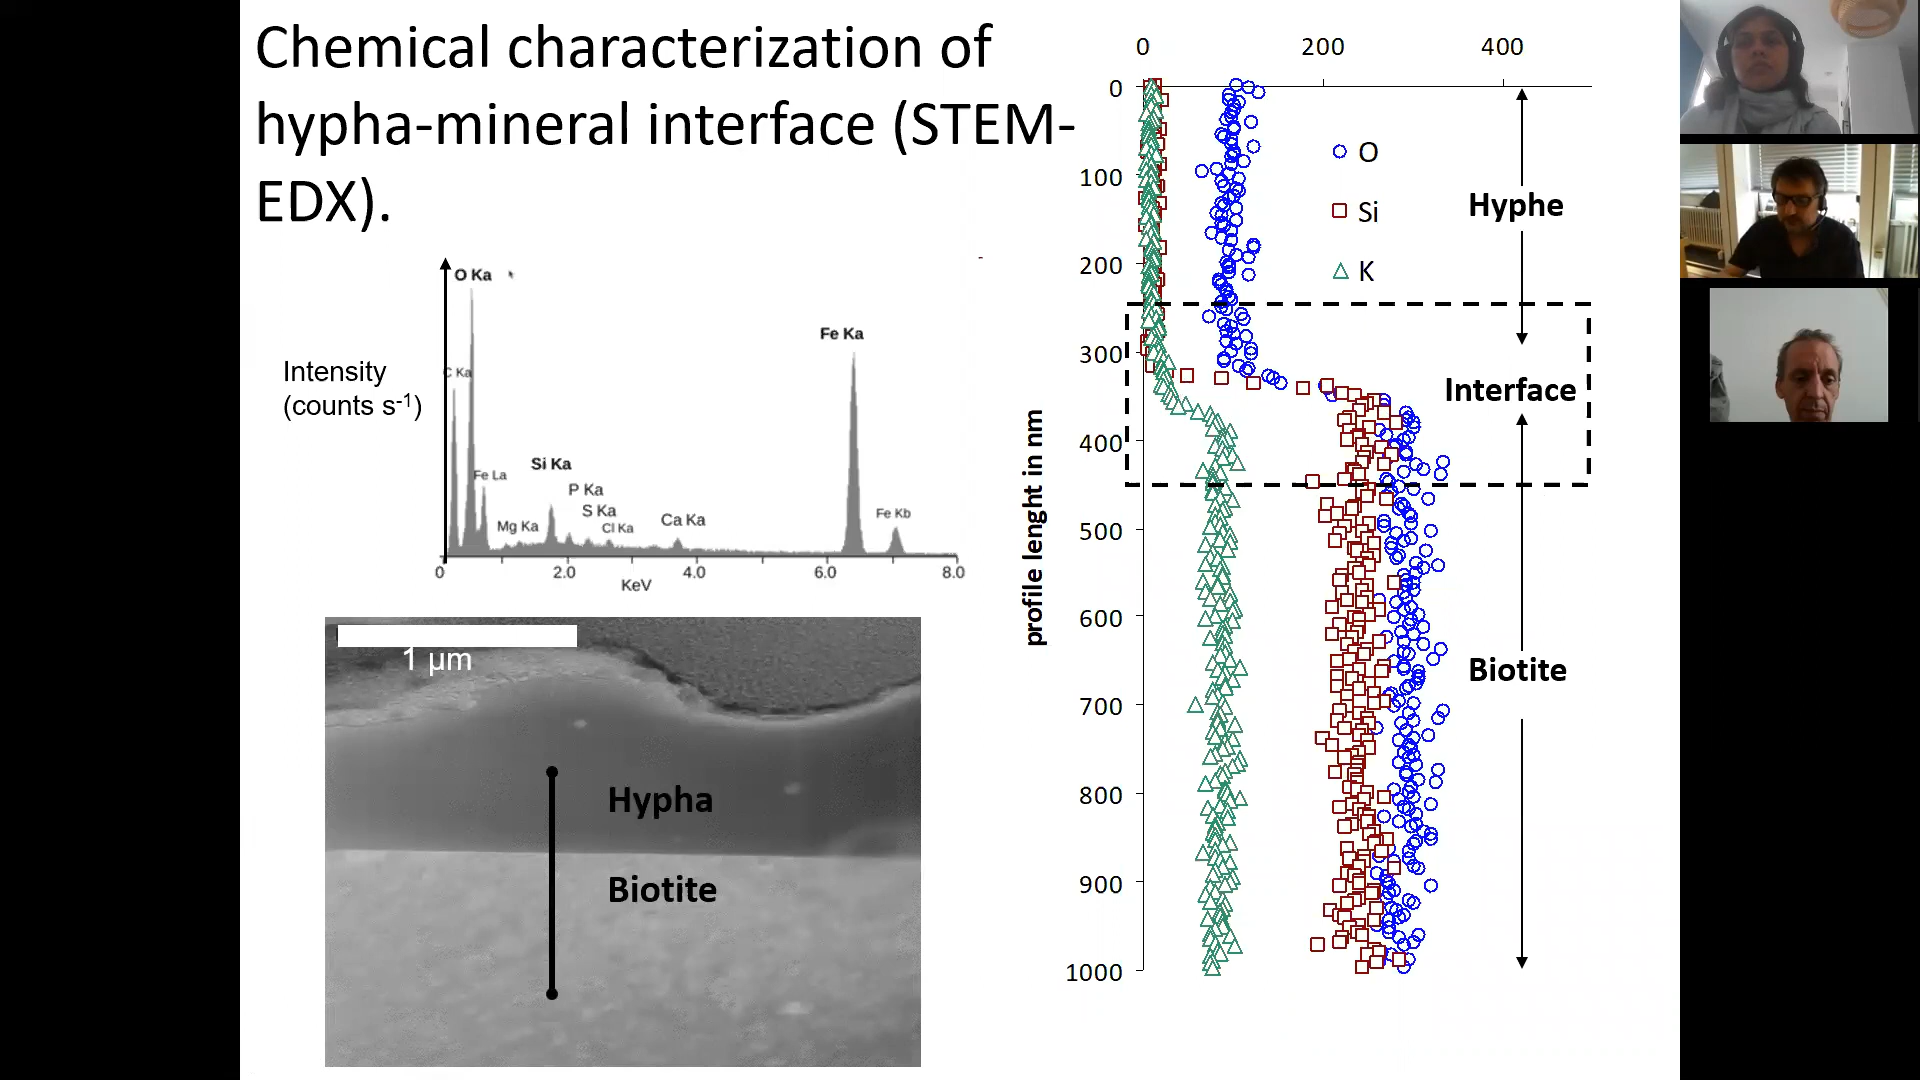 Chemical characterization of
hypha-mineral interface (STEM-
EDX).
O Ka
Fe Ka
C Ka
Intensity
(counts s-1)
Si Ka
Fe La
P Ka
S Ka
Mg Ka
Cl Ka
Ca Ka
Fe Kb
0 2.0 4.0 6.0 8.0
KeV
1 µm
Hypha
Biotite
0 200 400
0
100
200
300
400
500
600
700
800
900
1000
profile lenght in nm
O
Si
K
Hyphe
Interface
Biotite